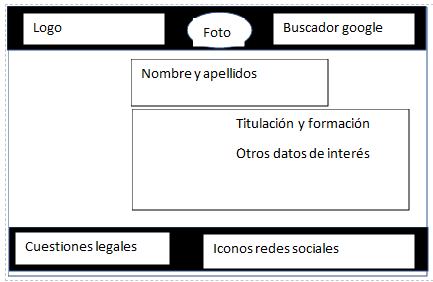 Logo
Foto
Buscador google
Nombre y apellidos
Titulación y formación
Otros datos de interés
Cuestiones legales
Iconos redes sociales